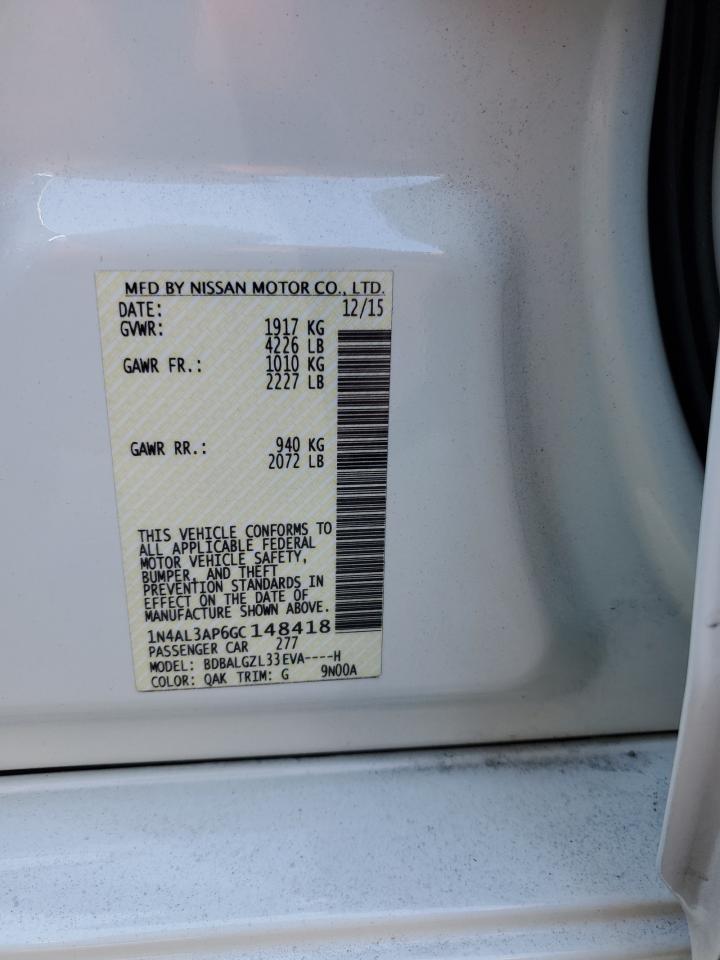 MFD BY NISSAN MOTOR CO., LTD.
DATE: 12/15
GVWR: 1917 KG
4226 LB
GAWR FR.: 1010 KG
2227 LB
GAWR RR.: 940 KG
2072 LB
THIS VEHICLE CONFORMS TO
ALL APPLICABLE FEDERAL
MOTOR VEHICLE SAFETY,
BUMPER, AND THEFT
PREVENTION STANDARDS IN
EFFECT ON THE DATE OF
MANUFACTURE SHOWN ABOVE.
1N4AL3AP6GC148418
PASSENGER CAR 277
MODEL: BDBALGZL33EVA----H
COLOR: QAK TRIM: G 9N00A